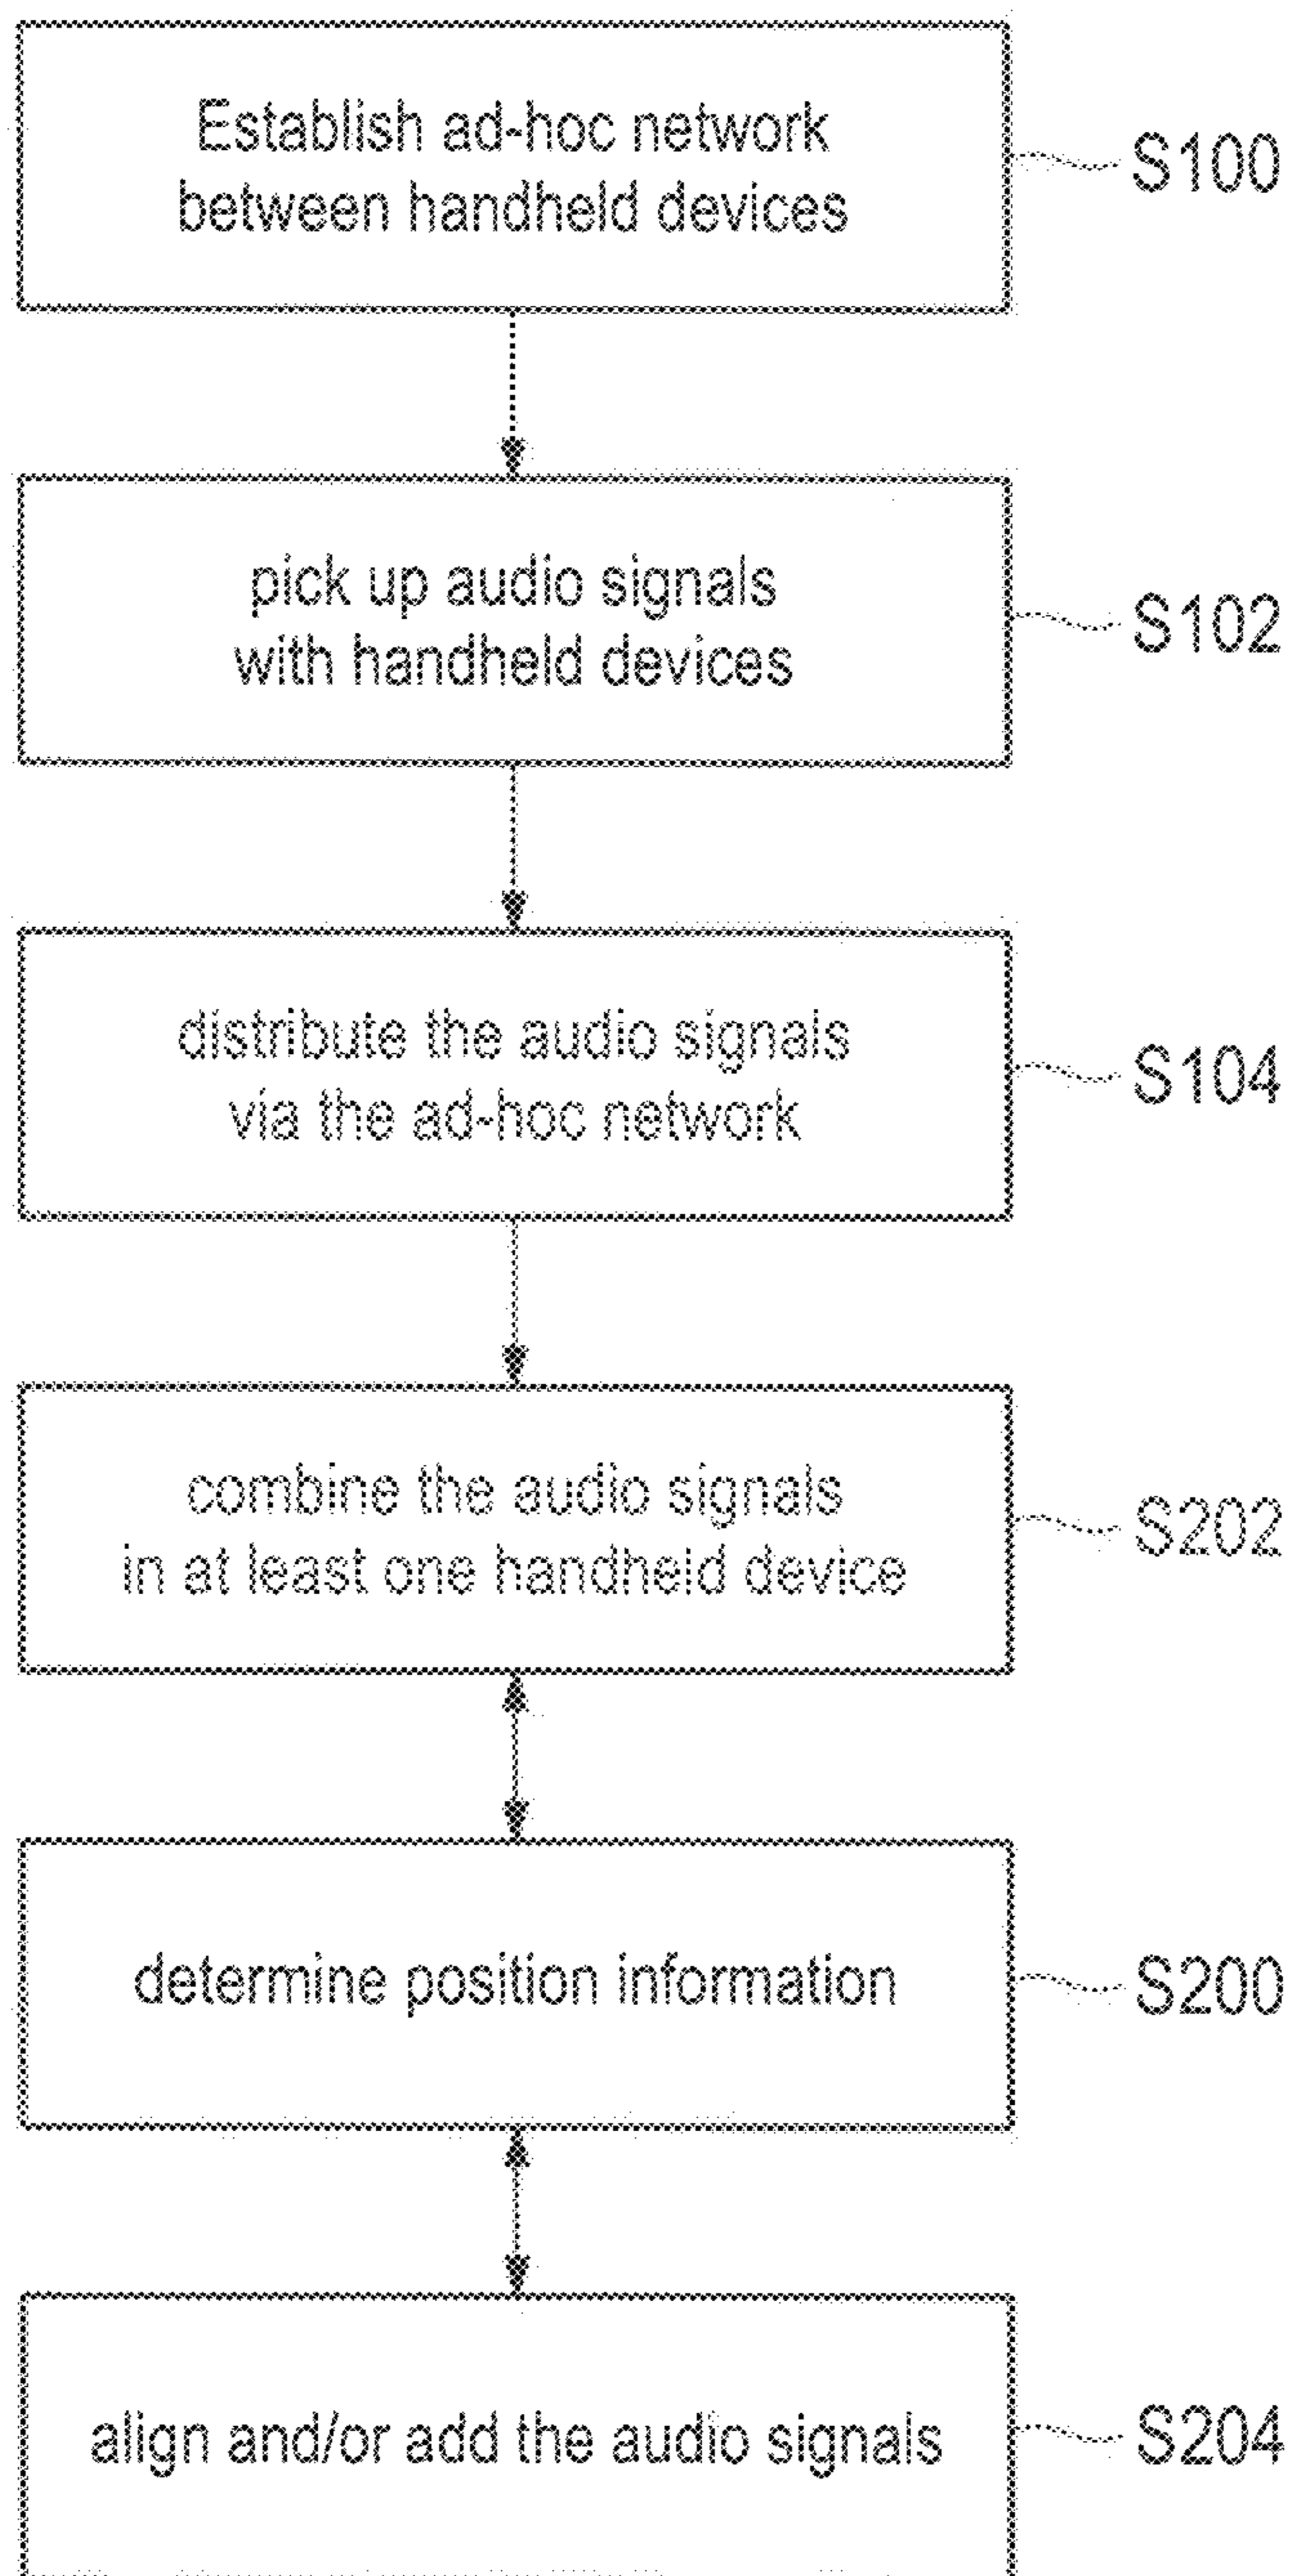 Establish ad-hoc network
between handheld devices
S100
pick up audio signals
with handheld devices
S102
distribute the audio signals
via the ad-hoc network
S104
combine the audio signals
in at least one handheld device
S202
determine position information
S200
align and/or add the audio signals
S204